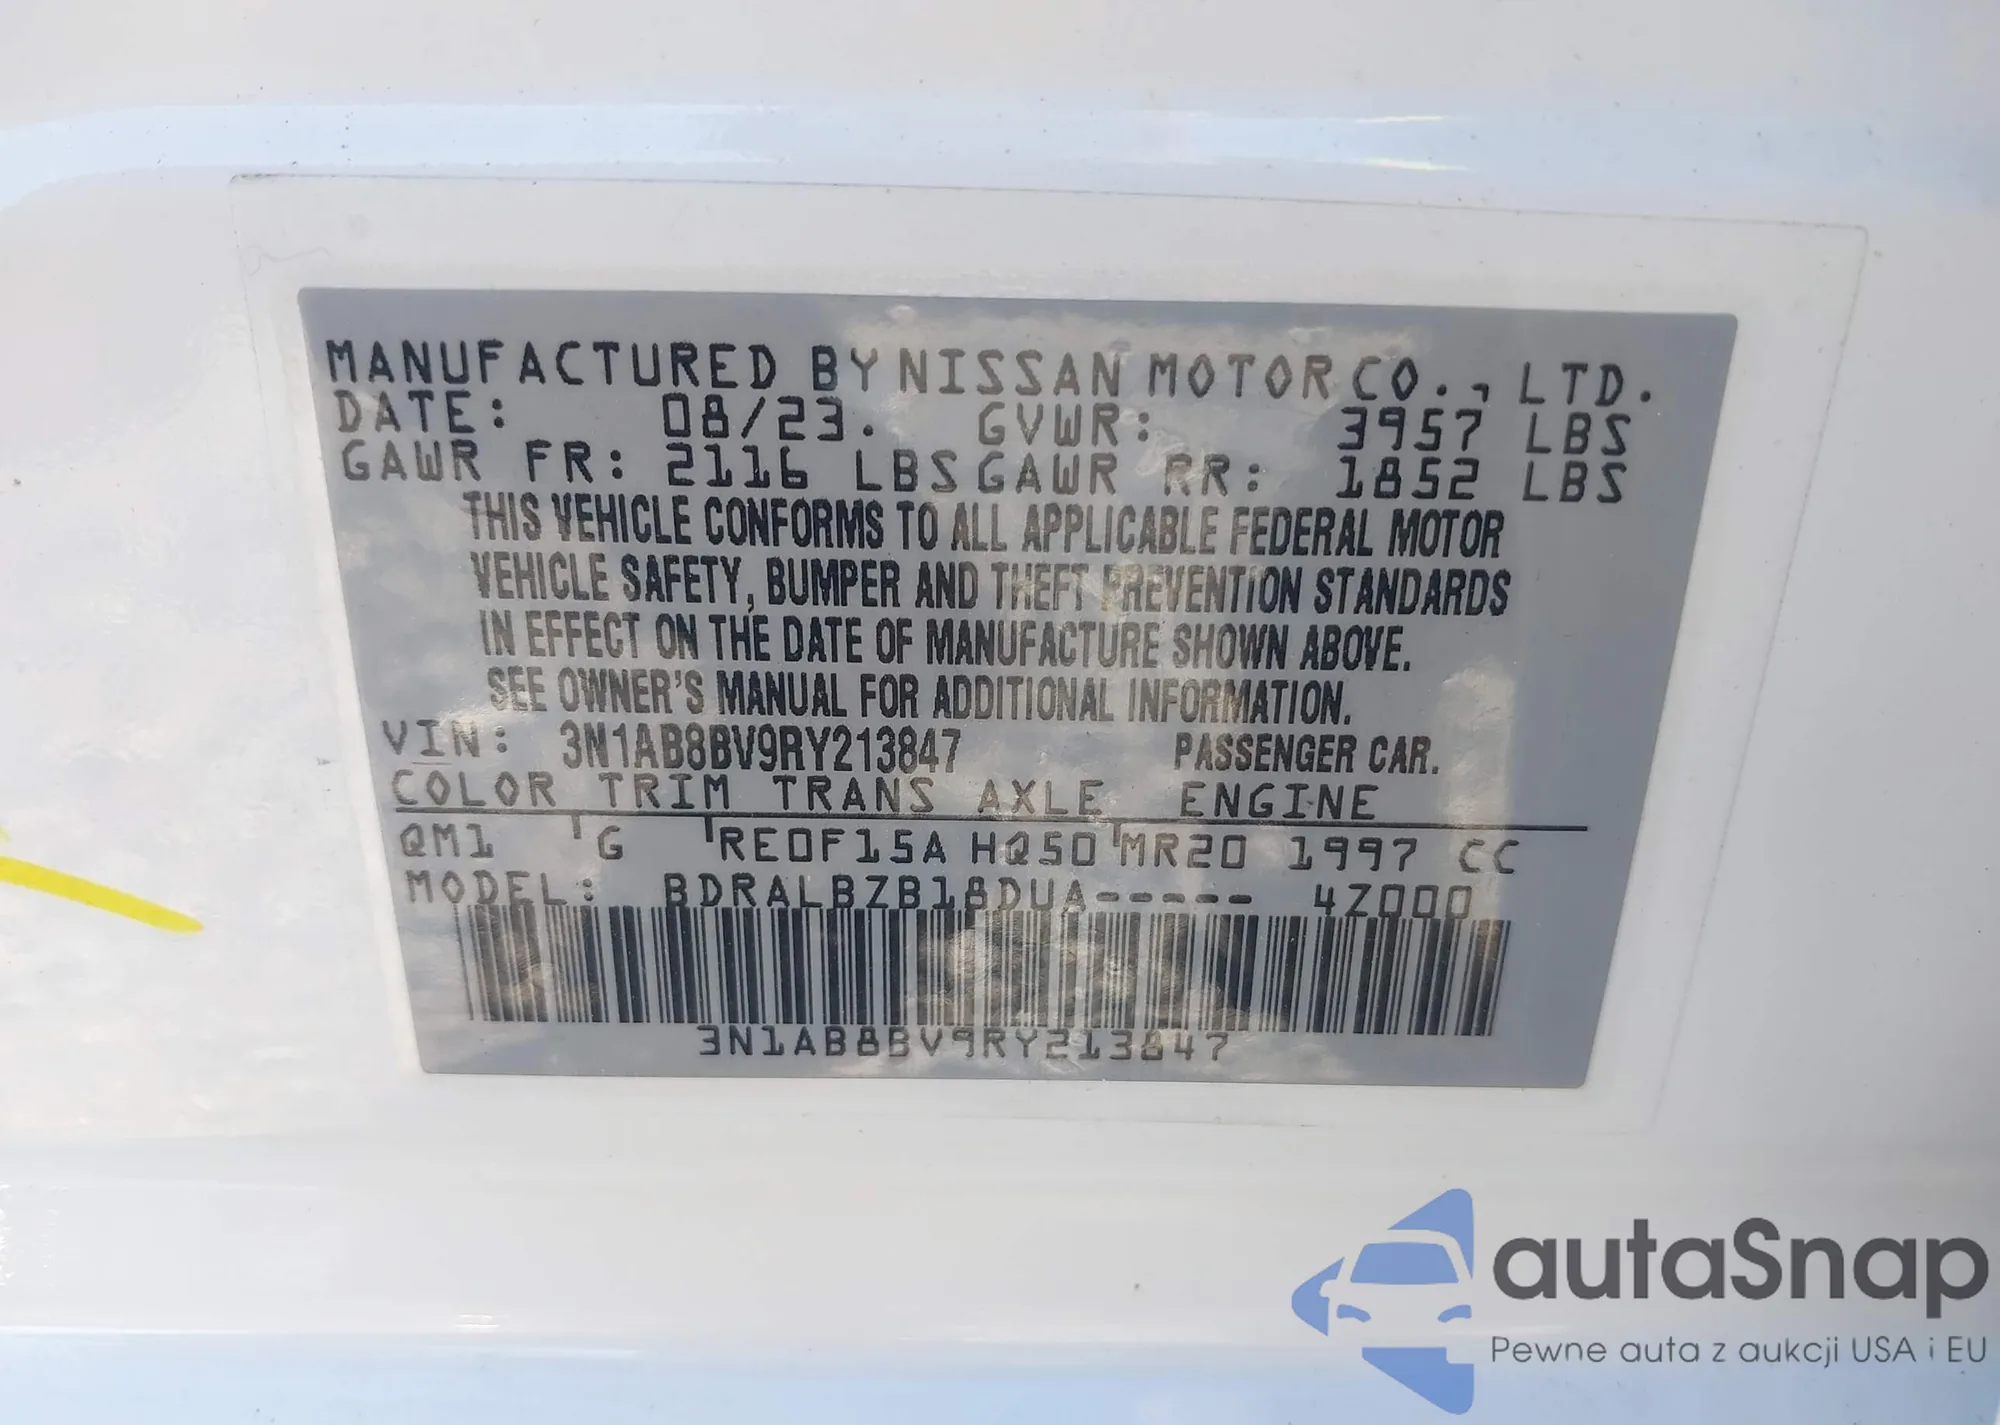 MANUFACTURED BY NISSAN MOTOR CO., LTD.
DATE: 08/23. GVWR: 3957 LBS
GAWR FR: 2116 LBS GAWR RR: 1852 LBS
THIS VEHICLE CONFORMS TO ALL APPLICABLE FEDERAL MOTOR
VEHICLE SAFETY, BUMPER AND THEFT PREVENTION STANDARDS
IN EFFECT ON THE DATE OF MANUFACTURE SHOWN ABOVE.
SEE OWNER'S MANUAL FOR ADDITIONAL INFORMATION.
VIN: 3N1AB8BV9RY213847 PASSENGER CAR.
COLOR TRIM TRANS AXLE ENGINE
QM1 G RE0F15A HQ50 MR20 1997 CC
MODEL: BDRALBZB18DUA----- 4Z000
3N1AB8BV9RY213847
autaSnap
Pewne auta z aukcji USA i EU